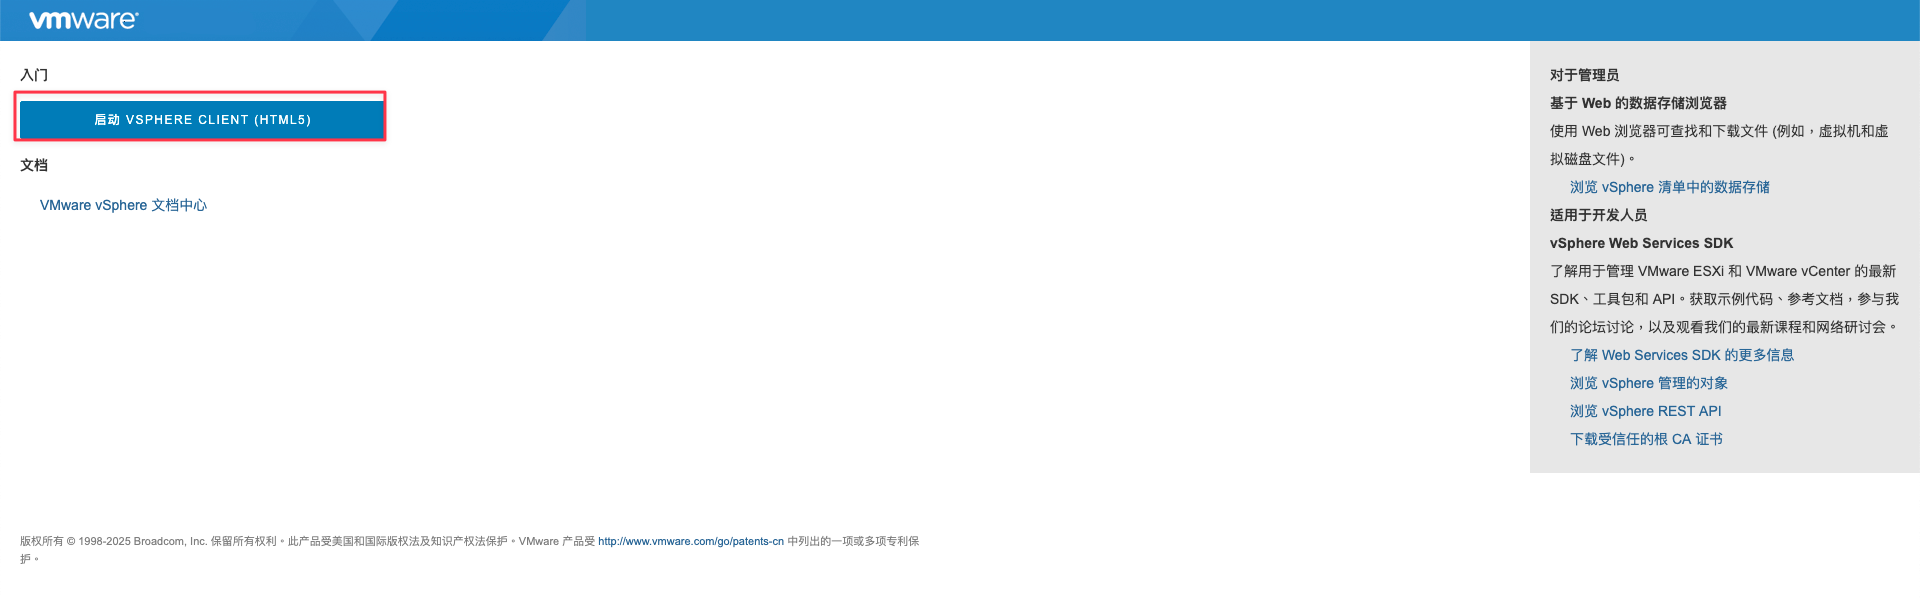 vmware®
入门
启动 VSPHERE CLIENT (HTML5)
文档
VMware vSphere 文档中心
对于管理员
基于 Web 的数据存储浏览器
使用 Web 浏览器可查找和下载文件 (例如，虚拟机和虚
拟磁盘文件)。
浏览 vSphere 清单中的数据存储
适用于开发人员
vSphere Web Services SDK
了解用于管理 VMware ESXi 和 VMware vCenter 的最新
SDK、工具包和 API。获取示例代码、参考文档，参与我
们的论坛讨论，以及观看我们的最新课程和网络研讨会。
了解 Web Services SDK 的更多信息
浏览 vSphere 管理的对象
浏览 vSphere REST API
下载受信任的根 CA 证书
版权所有 © 1998-2025 Broadcom, Inc. 保留所有权利。此产品受美国和国际版权法及知识产权法保护。VMware 产品受 http://www.vmware.com/go/patents-cn 中列出的一项或多项专利保
护。